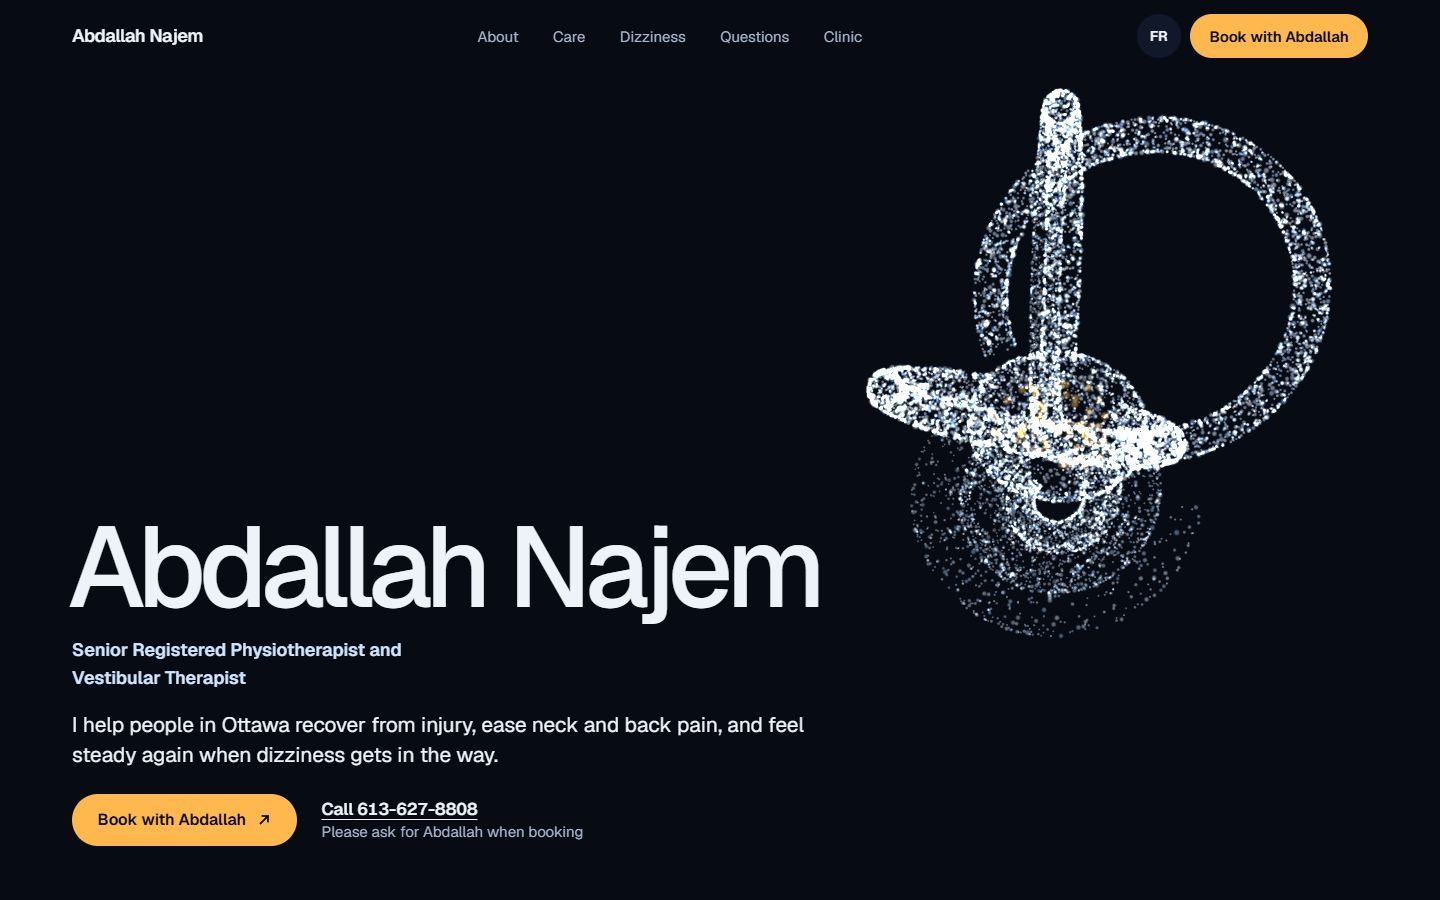 Abdallah Najem
About
Care
Dizziness
Questions
Clinic
FR
Book with Abdallah
Abdallah Najem
Senior Registered Physiotherapist and
Vestibular Therapist
I help people in Ottawa recover from injury, ease neck and back pain, and feel
steady again when dizziness gets in the way.
Book with Abdallah
Call 613-627-8808
Please ask for Abdallah when booking